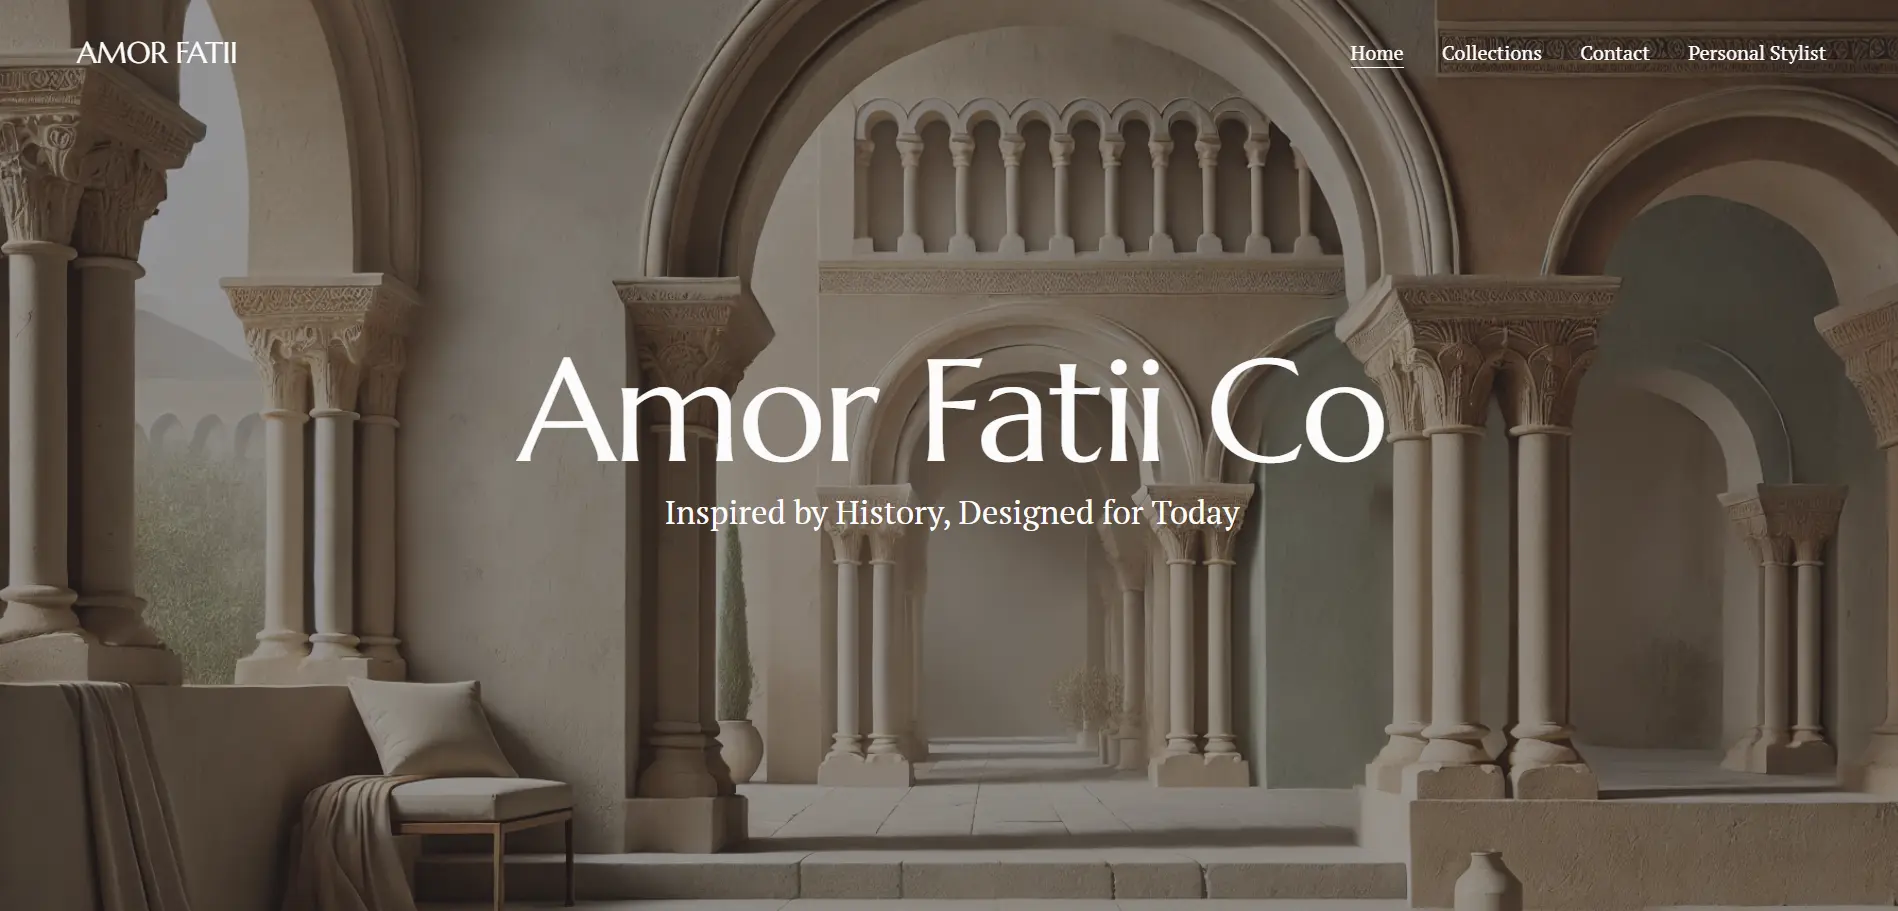 AMOR FATII
Home Collections Contact Personal Stylist
Amor Fatii Co
Inspired by History, Designed for Today